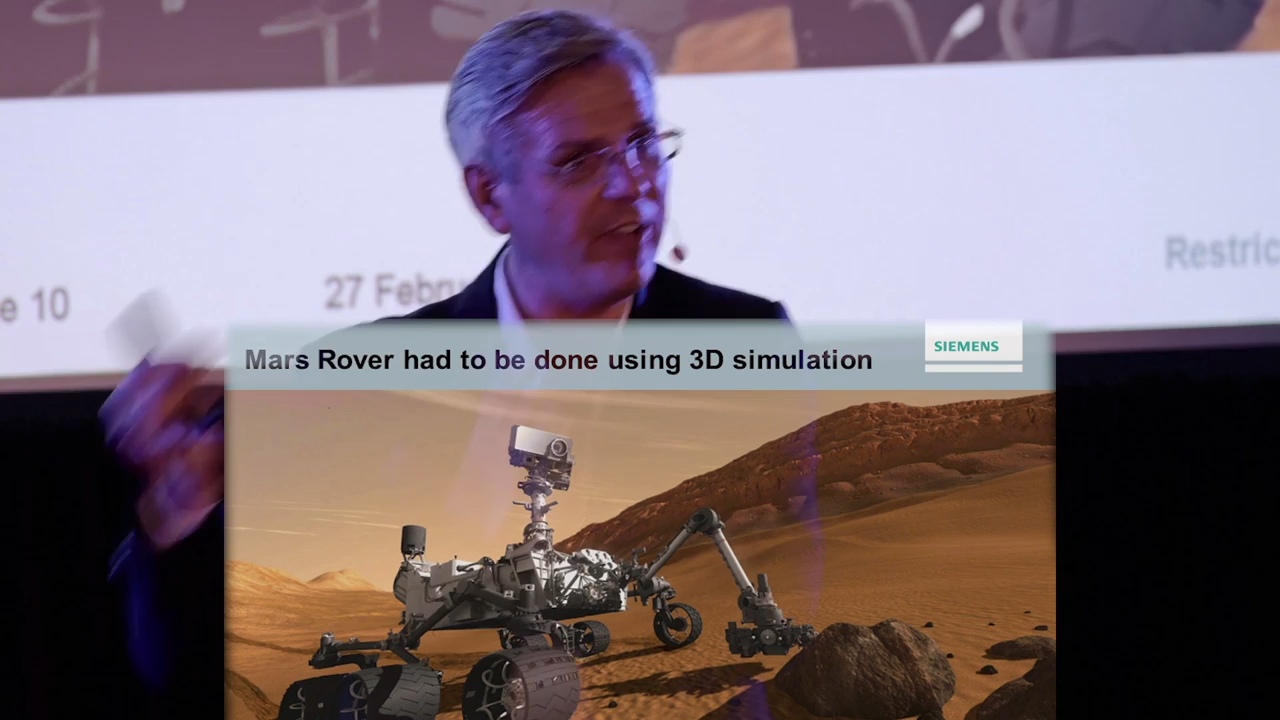 Restric
27 Febru
e 10
Mars Rover had to be done using 3D simulation
SIEMENS